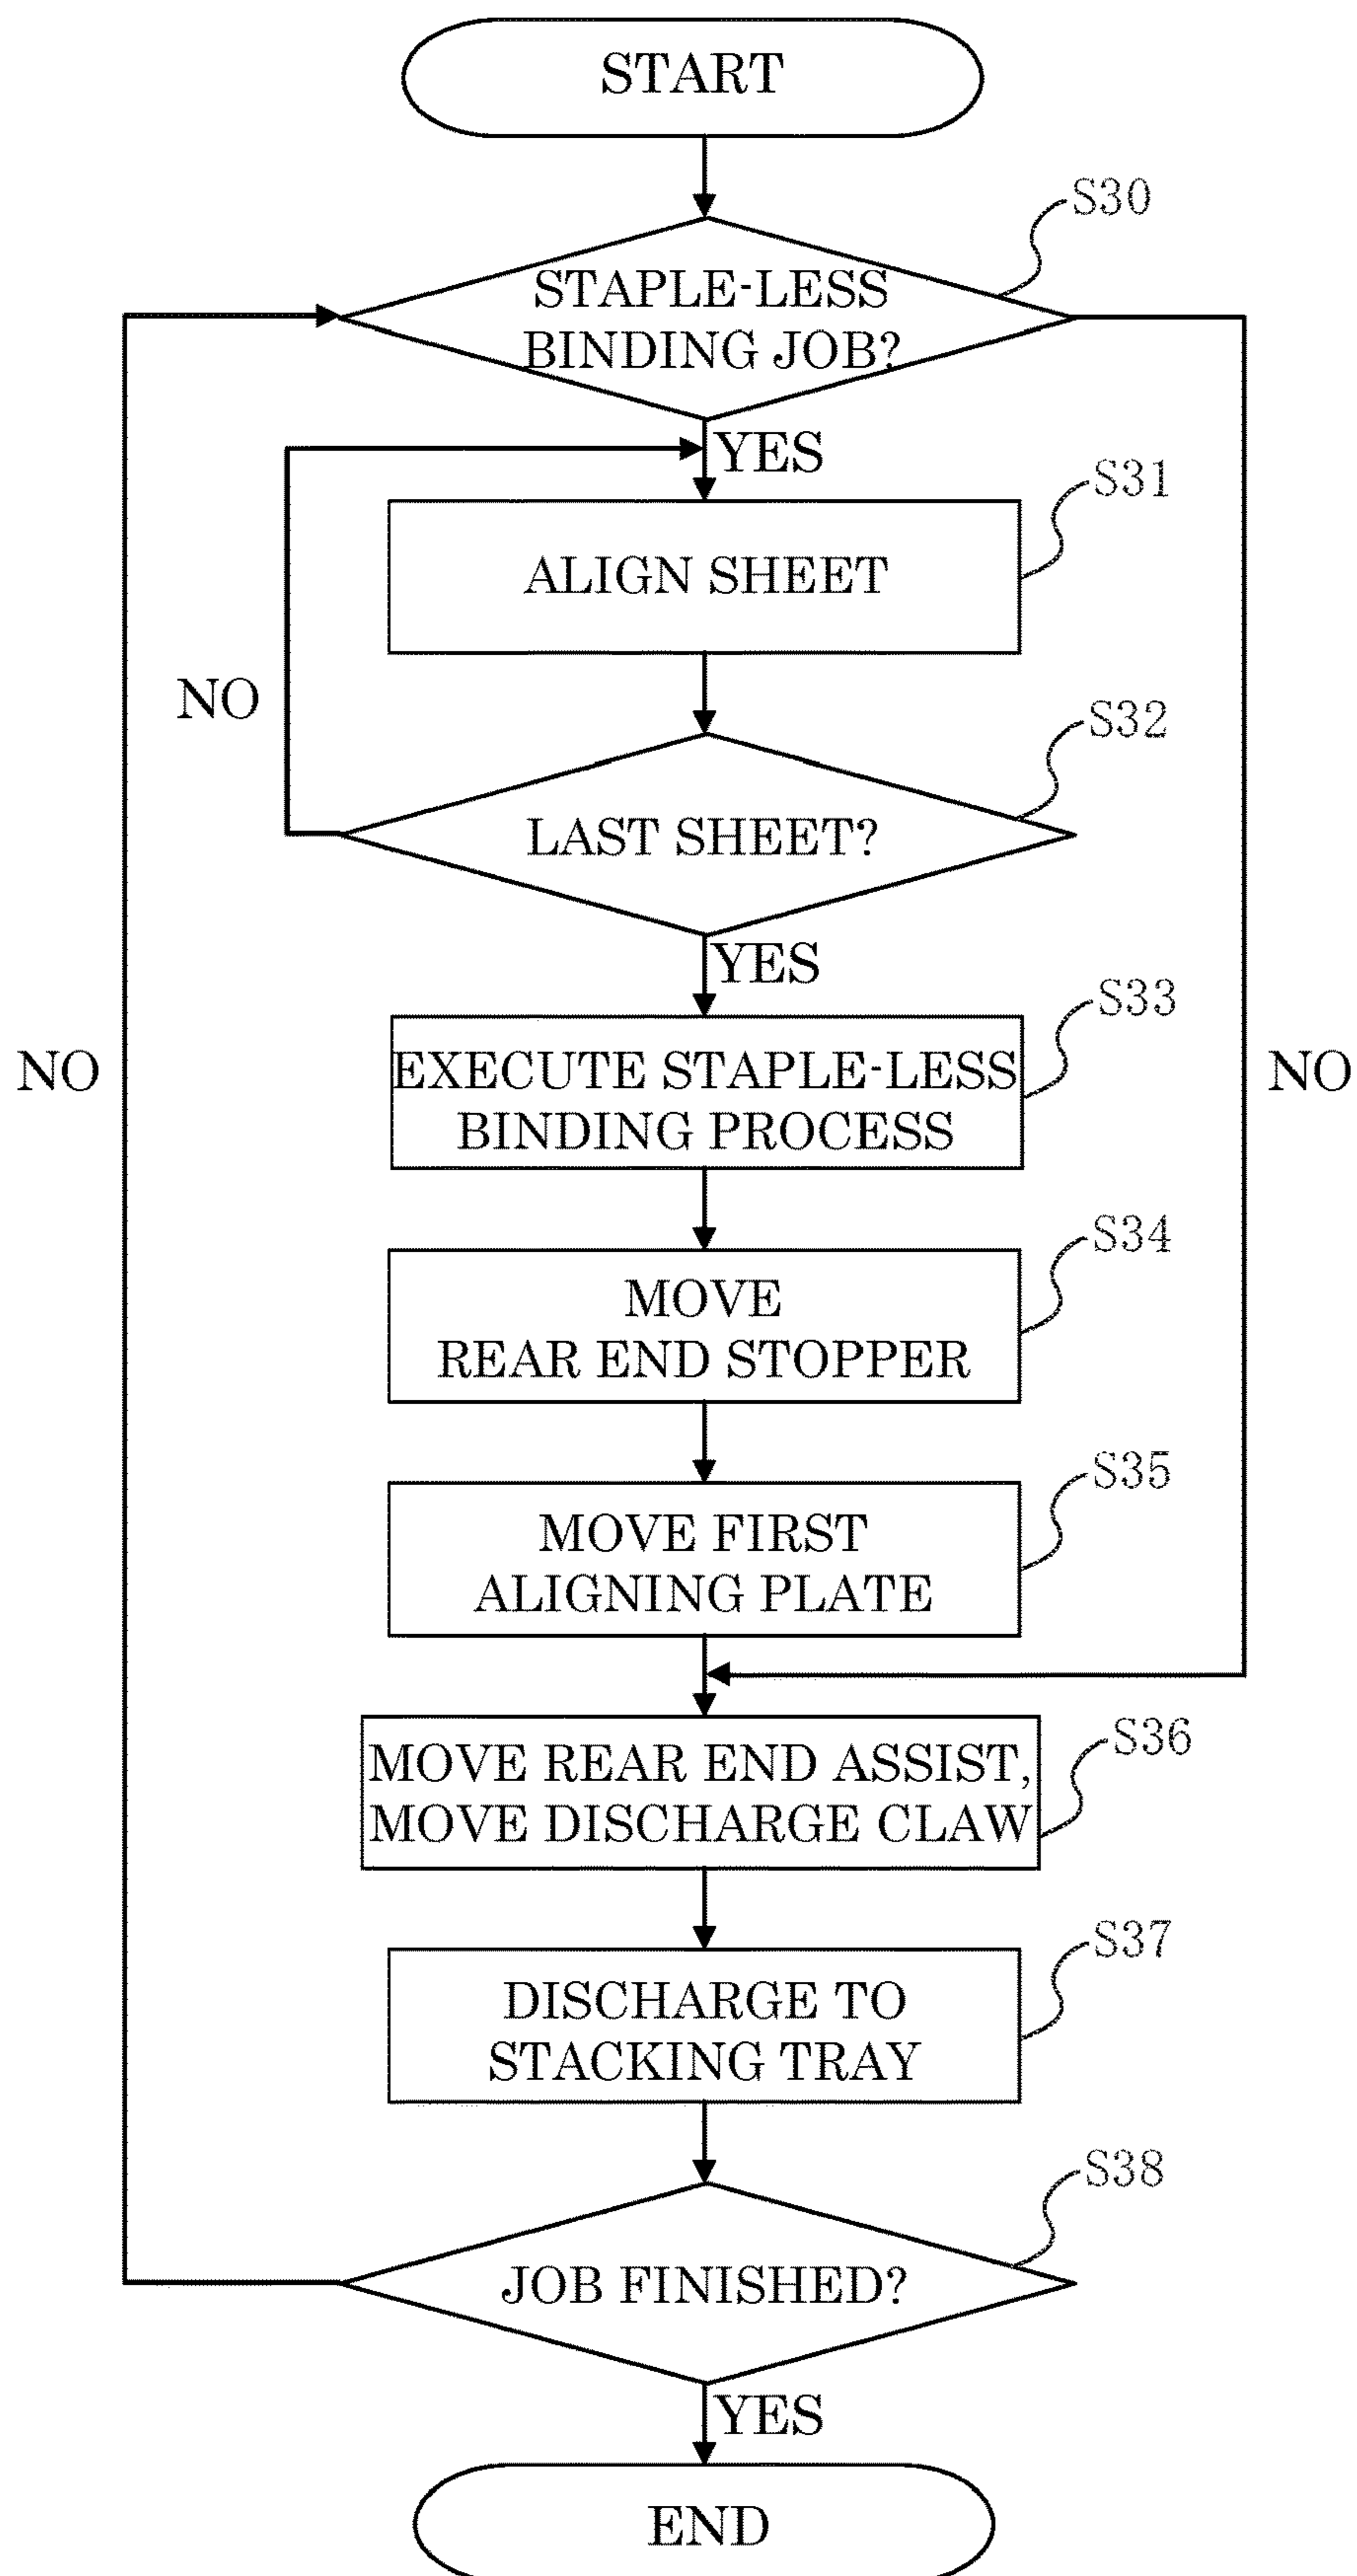 START
S30
STAPLE-LESS
BINDING JOB?
YES
S31
ALIGN SHEET
NO
S32
LAST SHEET?
YES
S33
EXECUTE STAPLE-LESS
BINDING PROCESS
NO
NO
S34
MOVE
REAR END STOPPER
S35
MOVE FIRST
ALIGNING PLATE
S36
MOVE REAR END ASSIST,
MOVE DISCHARGE CLAW
S37
DISCHARGE TO
STACKING TRAY
S38
JOB FINISHED?
YES
END